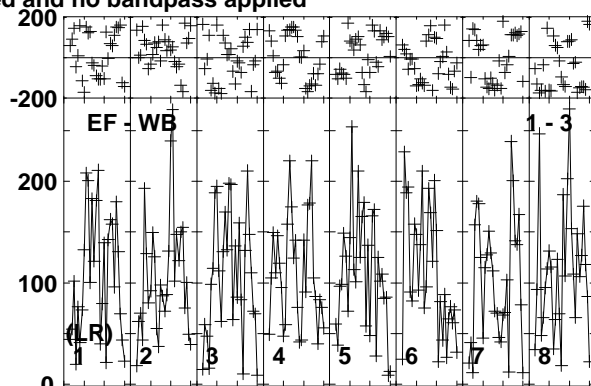 ed and no bandpass applied
200
-200
EF - WB 1 - 3
200
100
(LR)
1 2 3 4 5 6 7 8
0